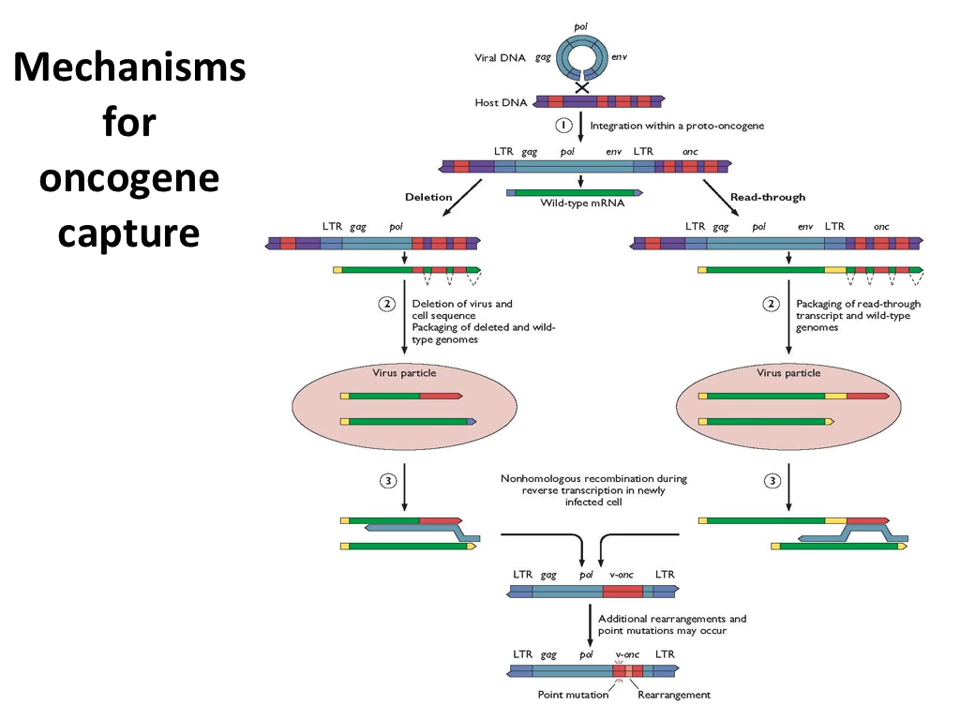 Mechanisms
for
oncogene
capture
pol
Viral DNA gag env
Host DNA
1 Integration within a proto-oncogene
LTR gag pol env LTR onc
Deletion Wild-type mRNA Read-through
LTR gag pol
LTR gag pol env LTR onc
2 Deletion of virus and
cell sequence
Packaging of deleted and wild-
type genomes
2 Packaging of read-through
transcript and wild-type
genomes
Virus particle
Virus particle
3
Nonhomologous recombination during
reverse transcription in newly
infected cell
3
LTR gag pol v-onc LTR
Additional rearrangements and
point mutations may occur
LTR gag pol v-onc LTR
Point mutation Rearrangement